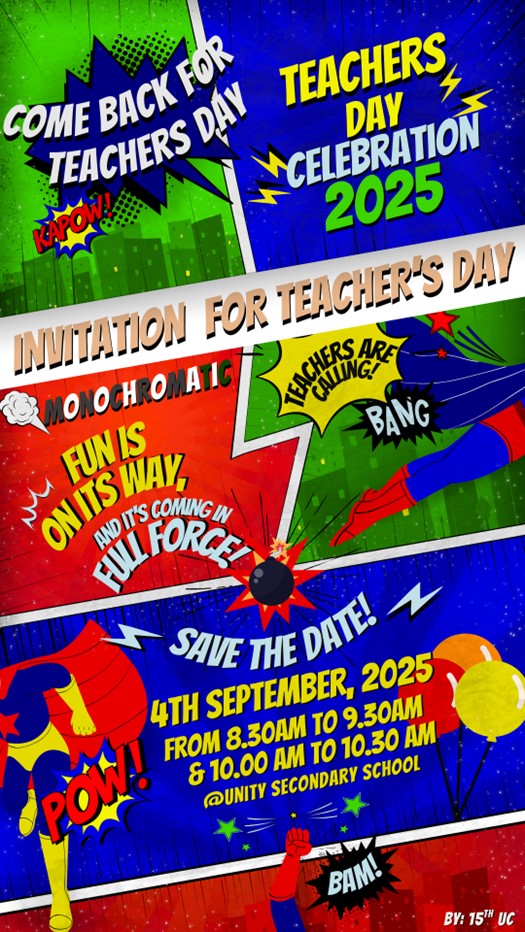 COME BACK FOR
TEACHERS DAY
KAPOW!
TEACHERS
DAY
CELEBRATION
2025
INVITATION FOR TEACHER'S DAY
MONOCHROMATIC
FUN IS
ON ITS WAY,
AND IT'S COMING IN
FULL FORCE!
TEACHERS ARE
CALLING!
BANG
SAVE THE DATE!
4TH SEPTEMBER, 2025
FROM 8.30AM TO 9.30AM
& 10.00 AM TO 10.30 AM
@UNITY SECONDARY SCHOOL
POW!
BAM!
BY: 15TH UC